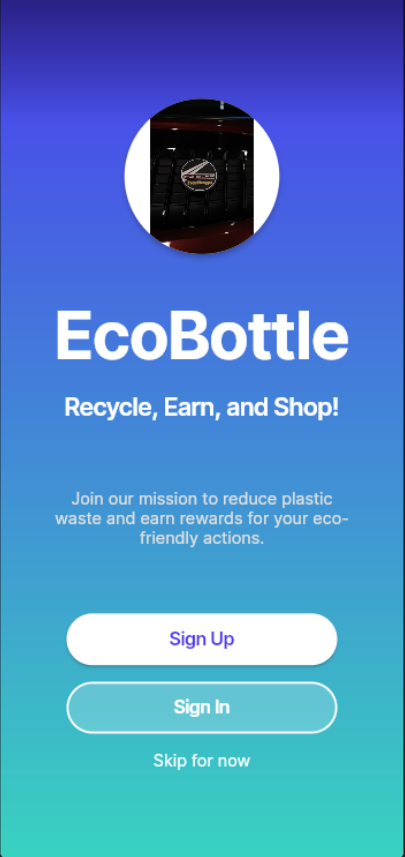 EcoBottle
Recycle, Earn, and Shop!
Join our mission to reduce plastic
waste and earn rewards for your eco-
friendly actions.
Sign Up
Sign In
Skip for now